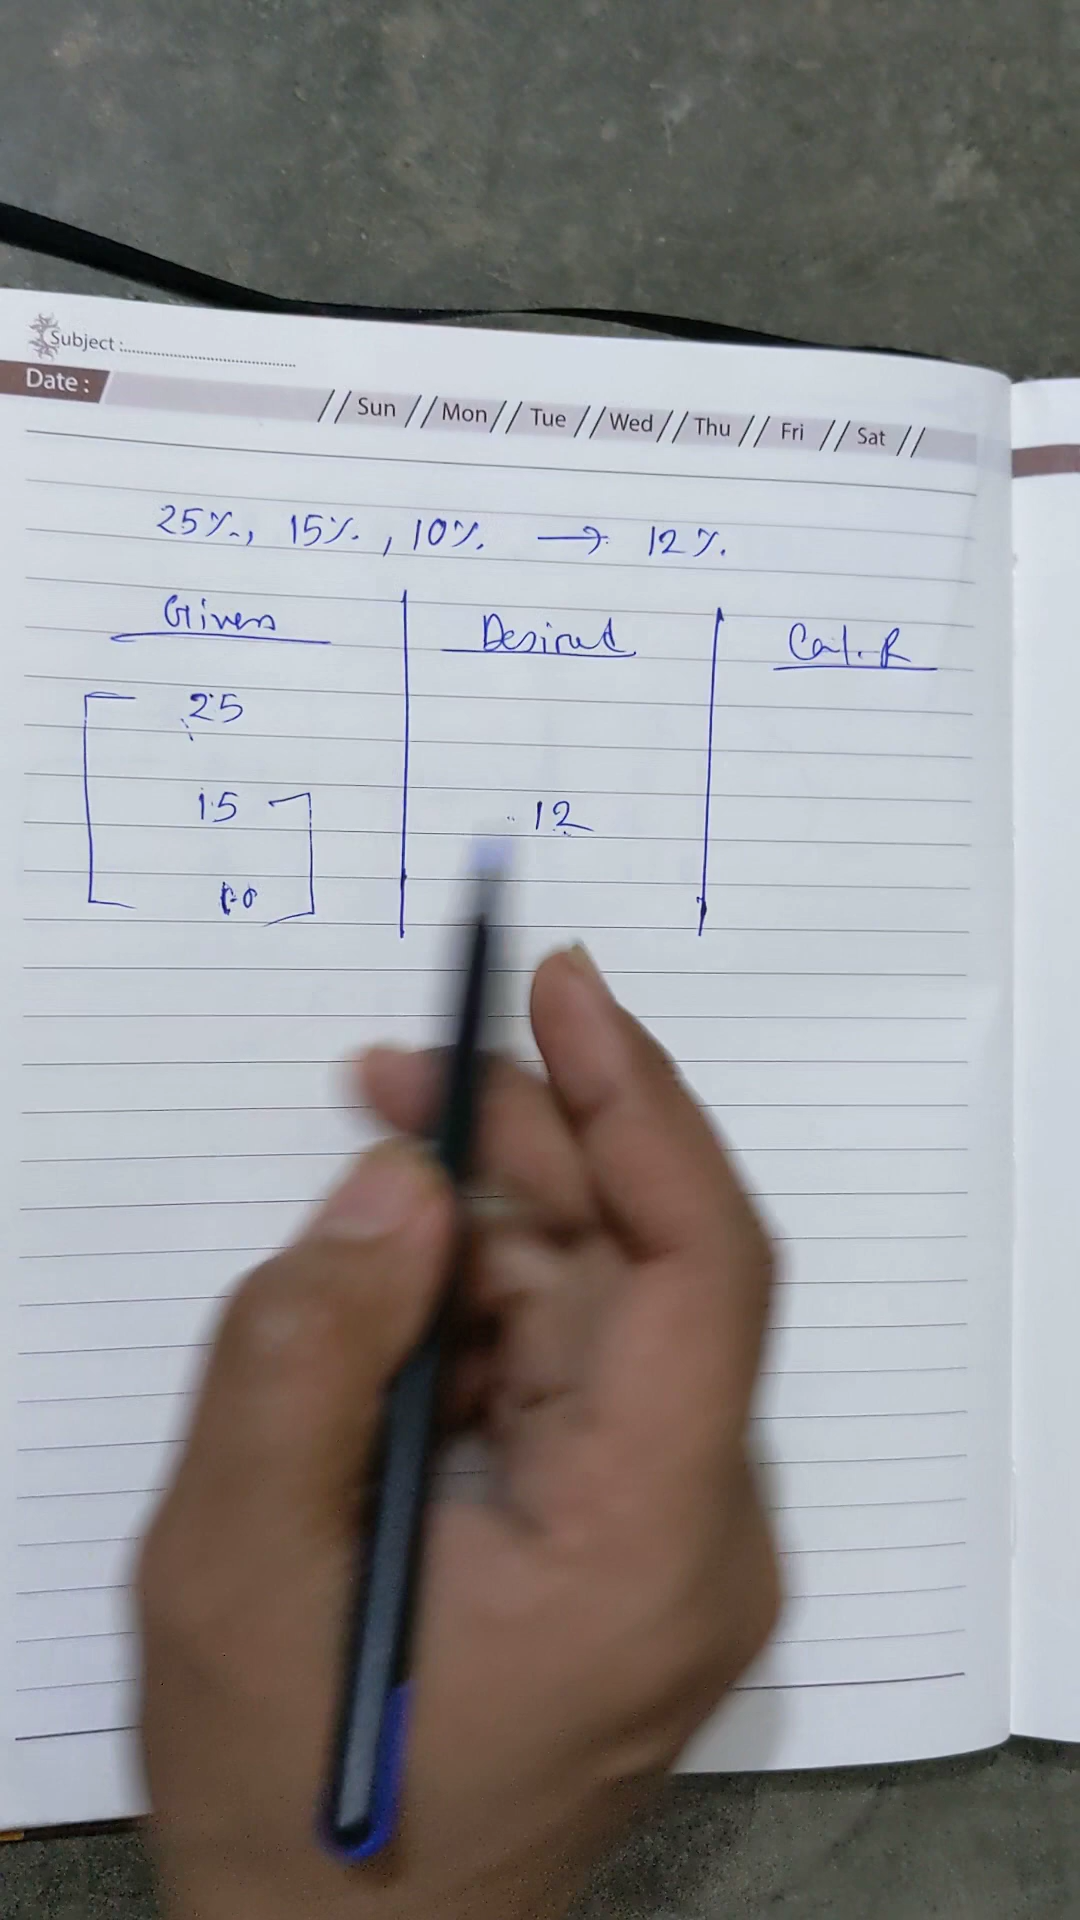 Subject :
Date :
// Sun // Mon // Tue // Wed // Thu // Fri // Sat //
25%, 15%, 10% → 12%.
Given Desired Cal. R
25
15 12
10